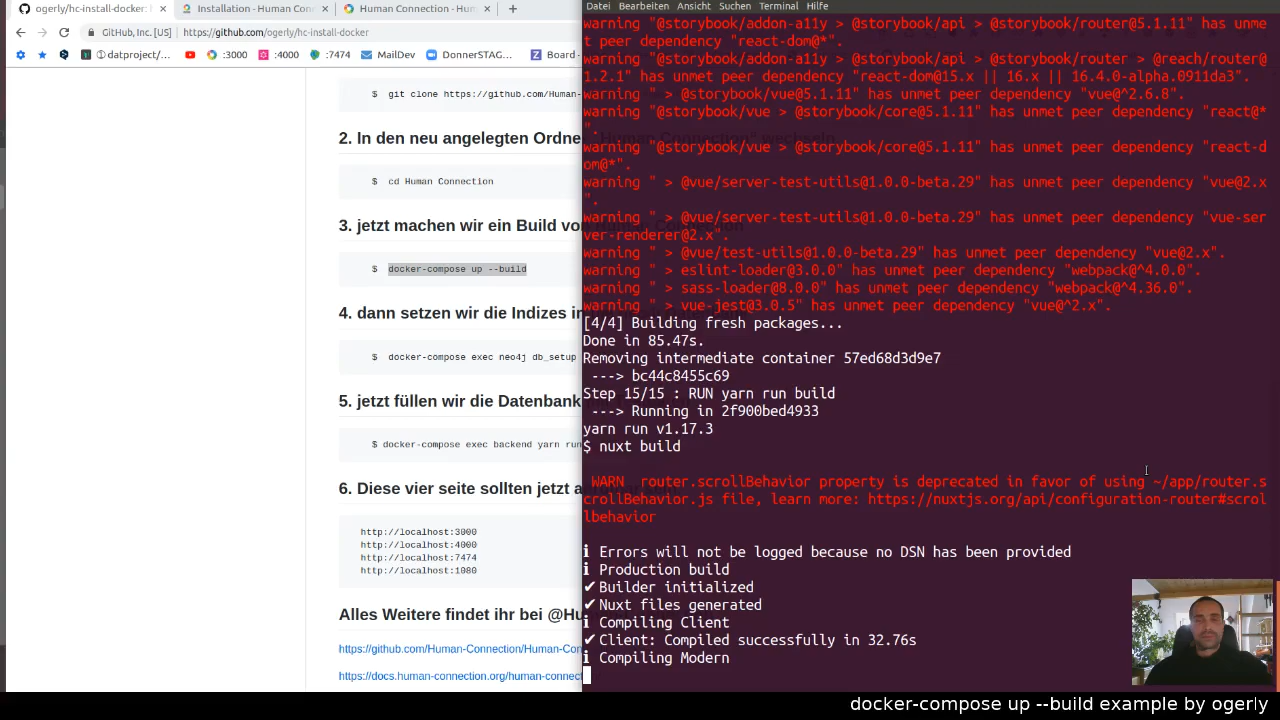 ogerly/hc-install-docker:
Installation - Human Con
Human Connection - Hum
Datei Bearbeiten Ansicht Suchen Terminal Hilfe
GitHub, Inc. [US] https://github.com/ogerly/hc-install-docker
datproject/... :3000 :4000 :7474 MailDev DonnerSTAG... Board -
$ git clone https://github.com/Human-
2. In den neu angelegten Ordner "Human Connection" wechseln
$ cd Human Connection
3. jetzt machen wir ein Build von
$ docker-compose up --build
4. dann setzen wir die Indizes in
$ docker-compose exec neo4j db_setup
5. jetzt füllen wir die Datenbank
$ docker-compose exec backend yarn run
6. Diese vier seite sollten jetzt a
http://localhost:3000
http://localhost:4000
http://localhost:7474
http://localhost:1080
Alles Weitere findet ihr bei @Hu
https://github.com/Human-Connection/Human-Con
https://docs.human-connection.org/human-connec
warning "@storybook/addon-a11y > @storybook/api > @storybook/router@5.1.11" has unme
t peer dependency "react-dom@*".
warning "@storybook/addon-a11y > @storybook/api > @storybook/router > @reach/router@
1.2.1" has unmet peer dependency "react-dom@15.x || 16.x || 16.4.0-alpha.0911da3".
warning " > @storybook/vue@5.1.11" has unmet peer dependency "vue@^2.6.8".
warning "@storybook/vue > @storybook/core@5.1.11" has unmet peer dependency "react@*
".
warning "@storybook/vue > @storybook/core@5.1.11" has unmet peer dependency "react-d
om@*".
warning " > @vue/server-test-utils@1.0.0-beta.29" has unmet peer dependency "vue@2.x
".
warning " > @vue/server-test-utils@1.0.0-beta.29" has unmet peer dependency "vue-ser
ver-renderer@2.x".
warning " > @vue/test-utils@1.0.0-beta.29" has unmet peer dependency "vue@2.x".
warning " > eslint-loader@3.0.0" has unmet peer dependency "webpack@^4.0.0".
warning " > sass-loader@8.0.0" has unmet peer dependency "webpack@^4.36.0".
warning " > vue-jest@3.0.5" has unmet peer dependency "vue@^2.x".
[4/4] Building fresh packages...
Done in 85.47s.
Removing intermediate container 57ed68d3d9e7
---> bc44c8455c69
Step 15/15 : RUN yarn run build
---> Running in 2f900bed4933
yarn run v1.17.3
$ nuxt build
WARN router.scrollBehavior property is deprecated in favor of using ~/app/router.s
crollBehavior.js file, learn more: https://nuxtjs.org/api/configuration-router#scrol
lbehavior
ℹ Errors will not be logged because no DSN has been provided
ℹ Production build
✔ Builder initialized
✔ Nuxt files generated
ℹ Compiling Client
✔ Client: Compiled successfully in 32.76s
ℹ Compiling Modern
docker-compose up --build example by ogerly